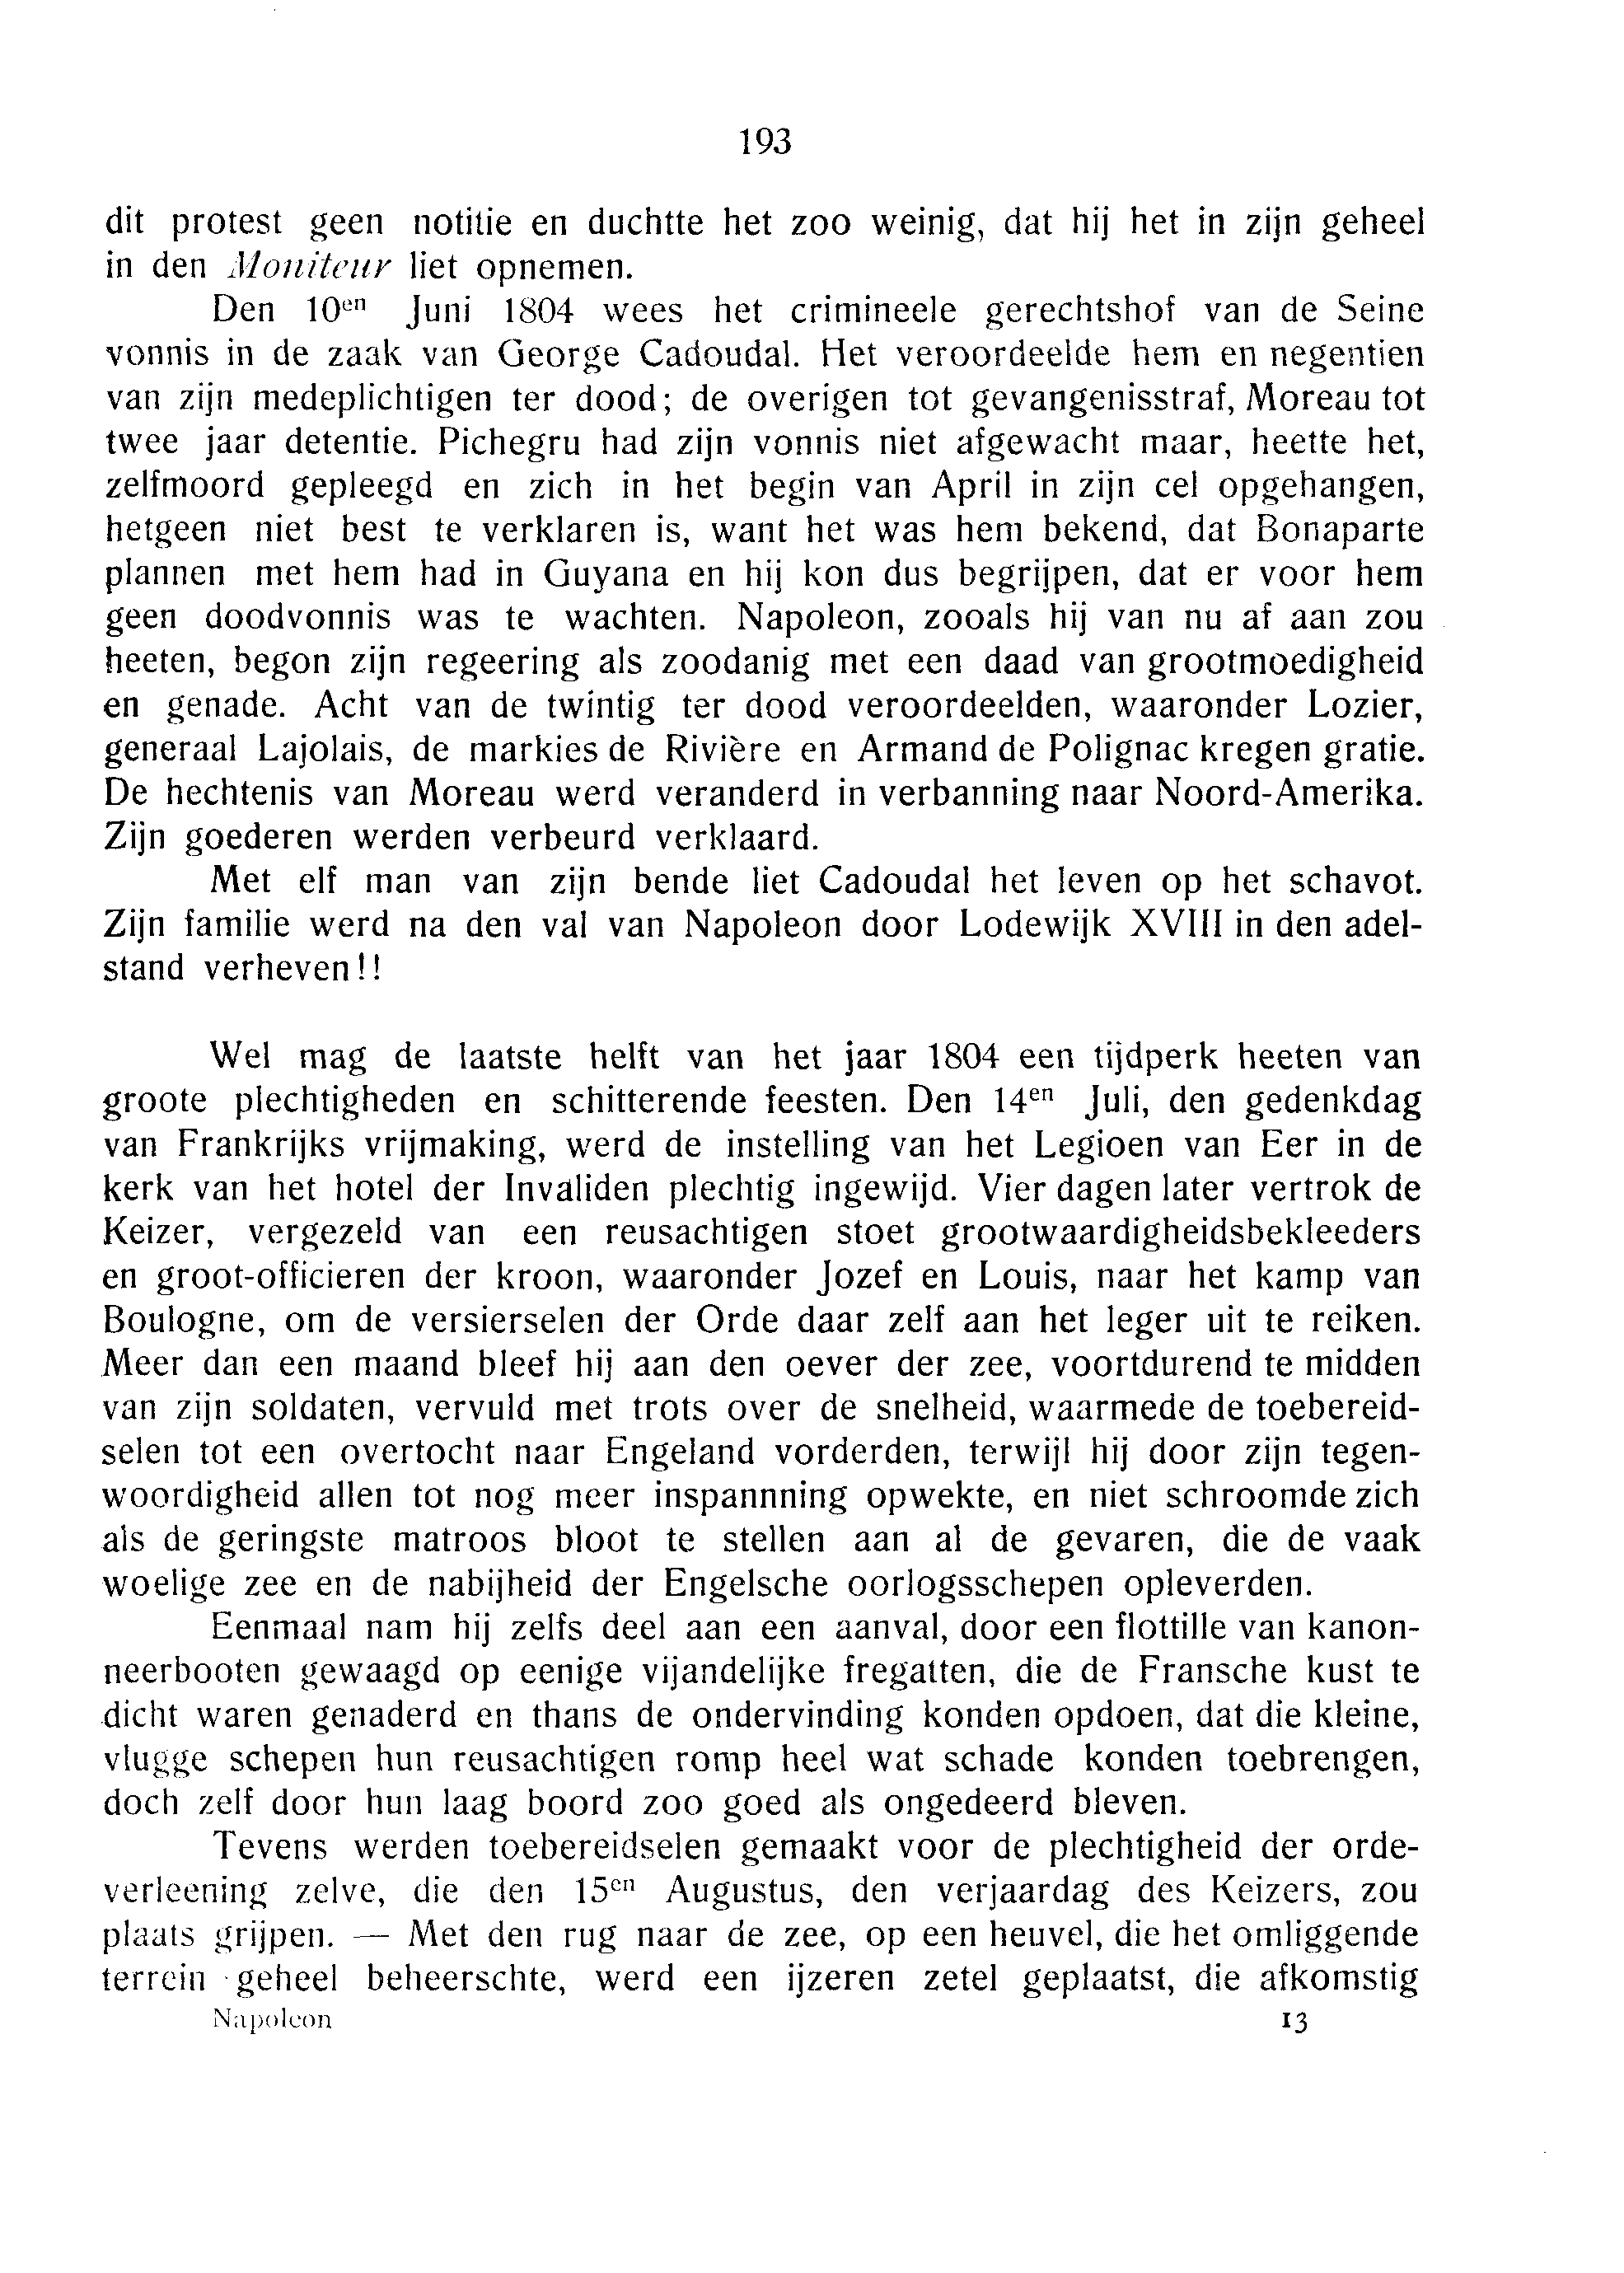 193
dit protest geen notitie en duchtte het zoo weinig, dat hij het in zijn geheel
in den Moniteur liet opnemen.
Den 10en Juni 1804 wees het crimineele gerechtshof van de Seine
vonnis in de zaak van George Cadoudal. Het veroordeelde hem en negentien
van zijn medeplichtigen ter dood; de overigen tot gevangenisstraf, Moreau tot
twee jaar detentie. Pichegru had zijn vonnis niet afgewacht maar, heette het,
zelfmoord gepleegd en zich in het begin van April in zijn cel opgehangen,
hetgeen niet best te verklaren is, want het was hem bekend, dat Bonaparte
plannen met hem had in Guyana en hij kon dus begrijpen, dat er voor hem
geen doodvonnis was te wachten. Napoleon, zooals hij van nu af aan zou
heeten, begon zijn regeering als zoodanig met een daad van grootmoedigheid
en genade. Acht van de twintig ter dood veroordeelden, waaronder Lozier,
generaal Lajolais, de markies de Rivière en Armand de Polignac kregen gratie.
De hechtenis van Moreau werd veranderd in verbanning naar Noord-Amerika.
Zijn goederen werden verbeurd verklaard.
Met elf man van zijn bende liet Cadoudal het leven op het schavot.
Zijn familie werd na den val van Napoleon door Lodewijk XVIII in den adel-
stand verheven!!
Wel mag de laatste helft van het jaar 1804 een tijdperk heeten van
groote plechtigheden en schitterende feesten. Den 14en Juli, den gedenkdag
van Frankrijks vrijmaking, werd de instelling van het Legioen van Eer in de
kerk van het hotel der Invaliden plechtig ingewijd. Vier dagen later vertrok de
Keizer, vergezeld van een reusachtigen stoet grootwaardigheidsbekleeders
en groot-officieren der kroon, waaronder Jozef en Louis, naar het kamp van
Boulogne, om de versierselen der Orde daar zelf aan het leger uit te reiken.
Meer dan een maand bleef hij aan den oever der zee, voortdurend te midden
van zijn soldaten, vervuld met trots over de snelheid, waarmede de toebereid-
selen tot een overtocht naar Engeland vorderden, terwijl hij door zijn tegen-
woordigheid allen tot nog meer inspannning opwekte, en niet schroomde zich
als de geringste matroos bloot te stellen aan al de gevaren, die de vaak
woelige zee en de nabijheid der Engelsche oorlogsschepen opleverden.
Eenmaal nam hij zelfs deel aan een aanval, door een flottille van kanon-
neerbooten gewaagd op eenige vijandelijke fregatten, die de Fransche kust te
dicht waren genaderd en thans de ondervinding konden opdoen, dat die kleine,
vlugge schepen hun reusachtigen romp heel wat schade konden toebrengen,
doch zelf door hun laag boord zoo goed als ongedeerd bleven.
Tevens werden toebereidselen gemaakt voor de plechtigheid der orde-
verleening zelve, die den 15en Augustus, den verjaardag des Keizers, zou
plaats grijpen. — Met den rug naar de zee, op een heuvel, die het omliggende
terrein geheel beheerschte, werd een ijzeren zetel geplaatst, die afkomstig
Napoleon 13